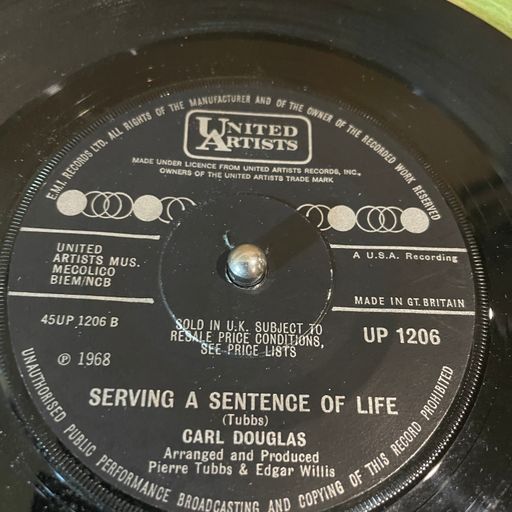 E.M.I. RECORDS LTD. ALL RIGHTS OF THE MANUFACTURER AND OF THE OWNER OF THE RECORDED WORK RESERVED
UNITED
ARTISTS
MADE UNDER LICENCE FROM UNITED ARTISTS RECORDS, INC.,
OWNERS OF THE UNITED ARTISTS TRADE MARK
UNITED
ARTISTS MUS.
MECOLICO
BIEM/NCB
A U.S.A. Recording
MADE IN GT. BRITAIN
45UP 1206 B
SOLD IN U.K. SUBJECT TO
RESALE PRICE CONDITIONS,
SEE PRICE LISTS
UP 1206
℗ 1968
SERVING A SENTENCE OF LIFE
(Tubbs)
CARL DOUGLAS
Arranged and Produced
Pierre Tubbs & Edgar Willis
UNAUTHORISED PUBLIC PERFORMANCE BROADCASTING AND COPYING OF THIS RECORD PROHIBITED